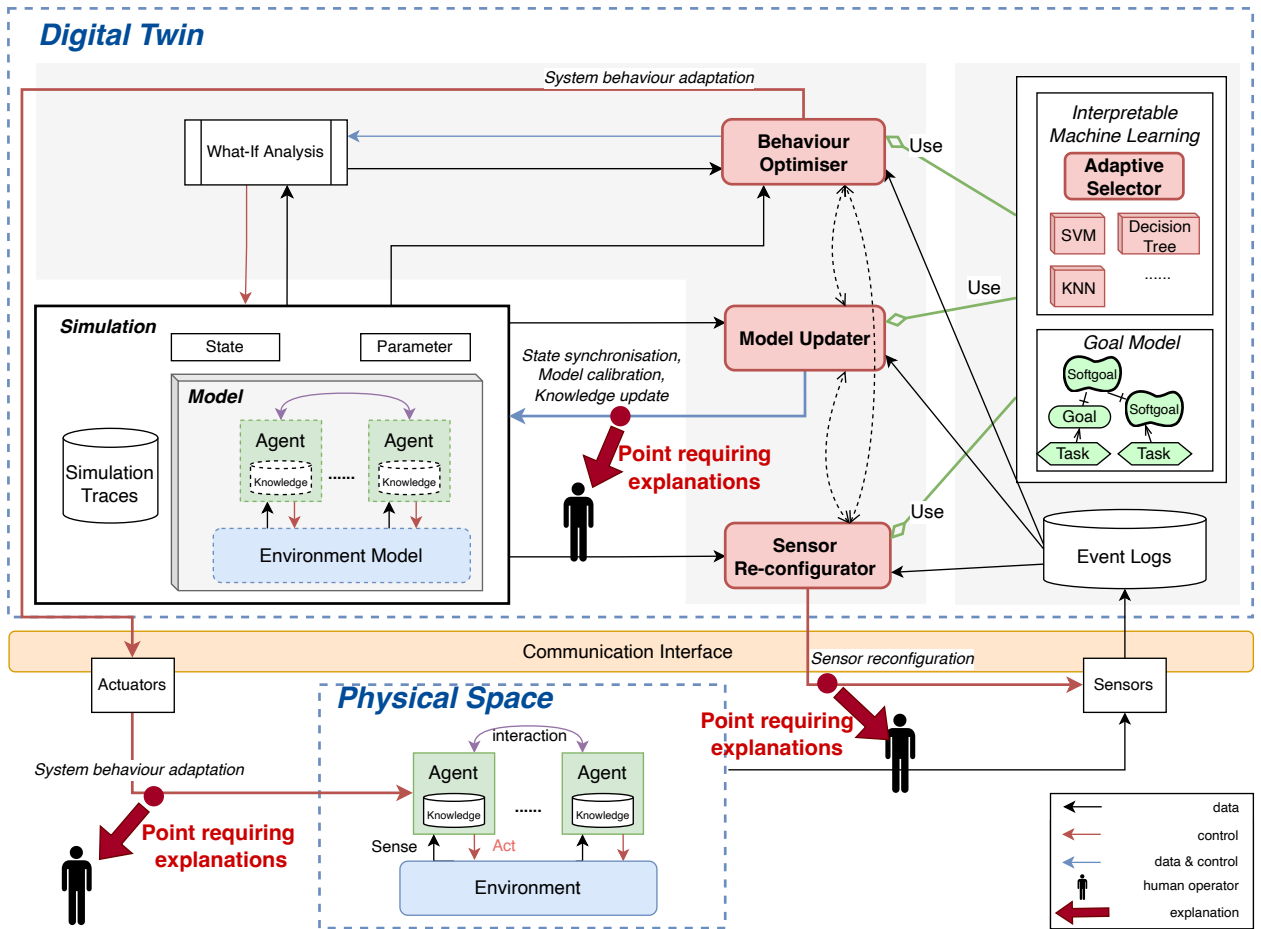 Digital Twin
System behaviour adaptation
What-If Analysis
Behaviour
Optimiser
Use
Interpretable
Machine Learning
Adaptive
Selector
SVM
Decision
Tree
KNN
......
Simulation
State
Parameter
Model Updater
Use
State synchronisation,
Model calibration,
Knowledge update
Goal Model
Softgoal
Goal
Softgoal
Task
Task
Model
Agent
Knowledge
......
Agent
Knowledge
Simulation
Traces
Environment Model
Point requiring
explanations
Sensor
Re-configurator
Use
Event Logs
Communication Interface
Actuators
Sensor reconfiguration
Sensors
Physical Space
Point requiring
explanations
interaction
Agent
Knowledge
......
Agent
Knowledge
System behaviour adaptation
Point requiring
explanations
Sense
Act
Environment
data
control
data & control
human operator
explanation